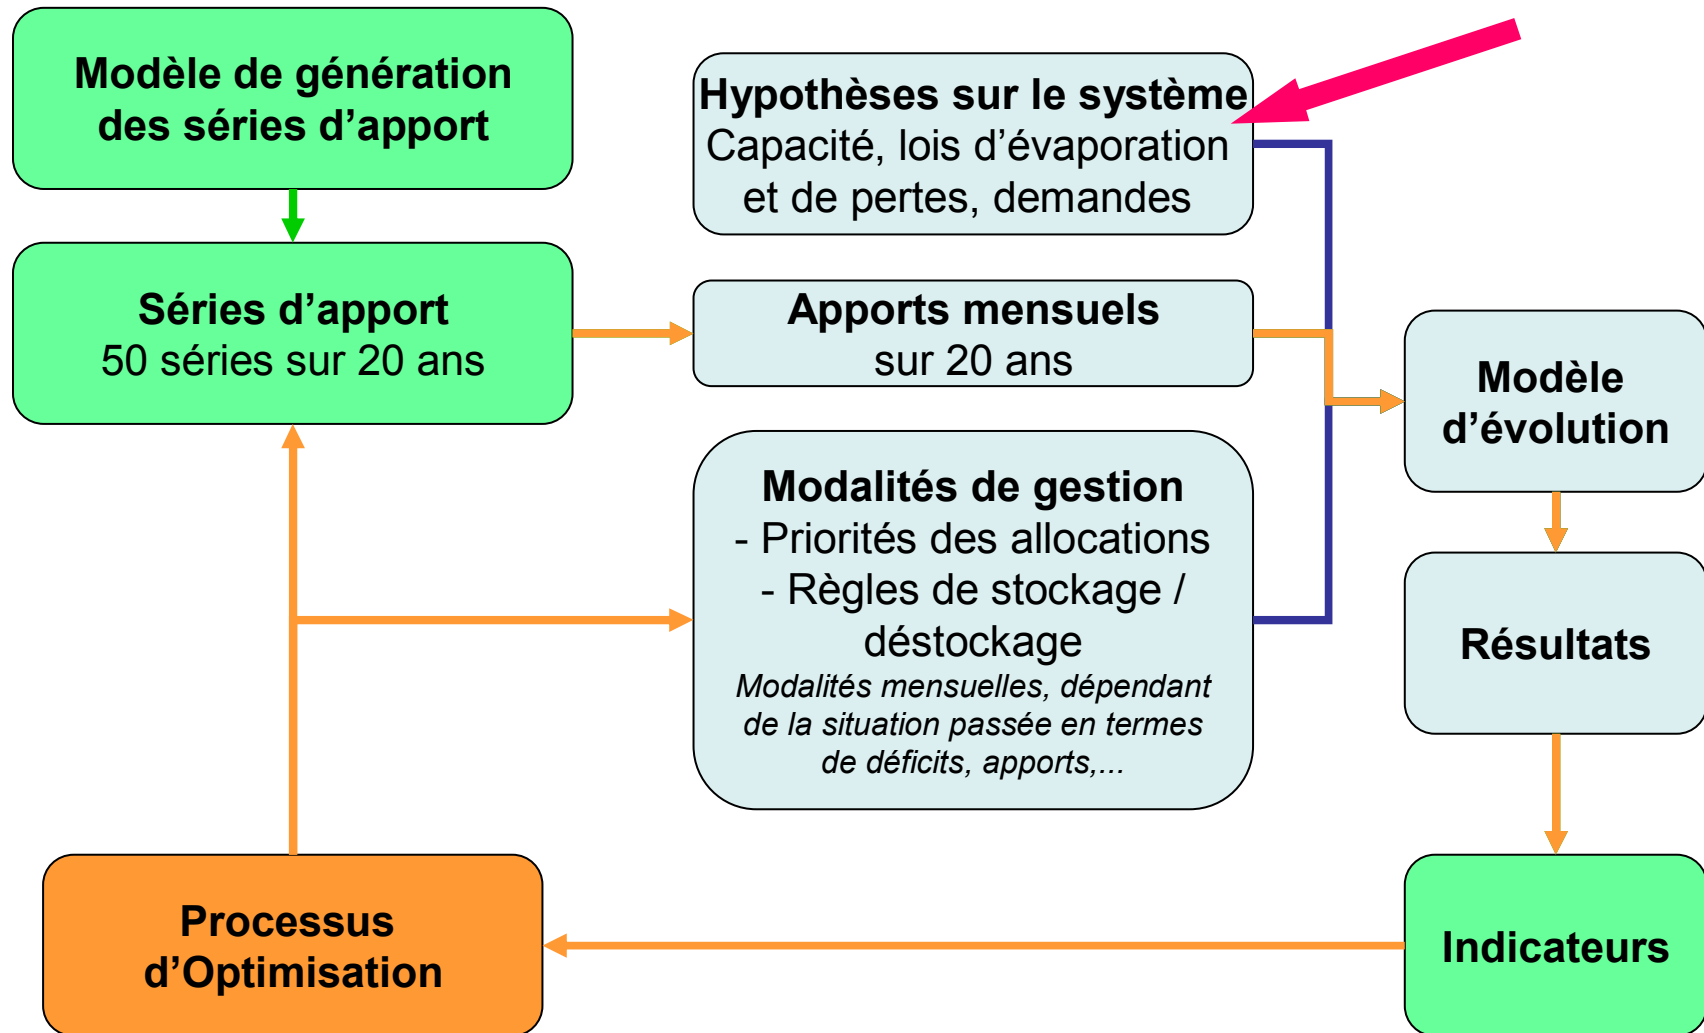 Modèle de génération
des séries d’apport
Hypothèses sur le système
Capacité, lois d’évaporation
et de pertes, demandes
Séries d’apport
50 séries sur 20 ans
Apports mensuels
sur 20 ans
Modèle
d’évolution
Modalités de gestion
- Priorités des allocations
- Règles de stockage /
déstockage
Modalités mensuelles, dépendant
de la situation passée en termes
de déficits, apports,...
Résultats
Processus
d’Optimisation
Indicateurs